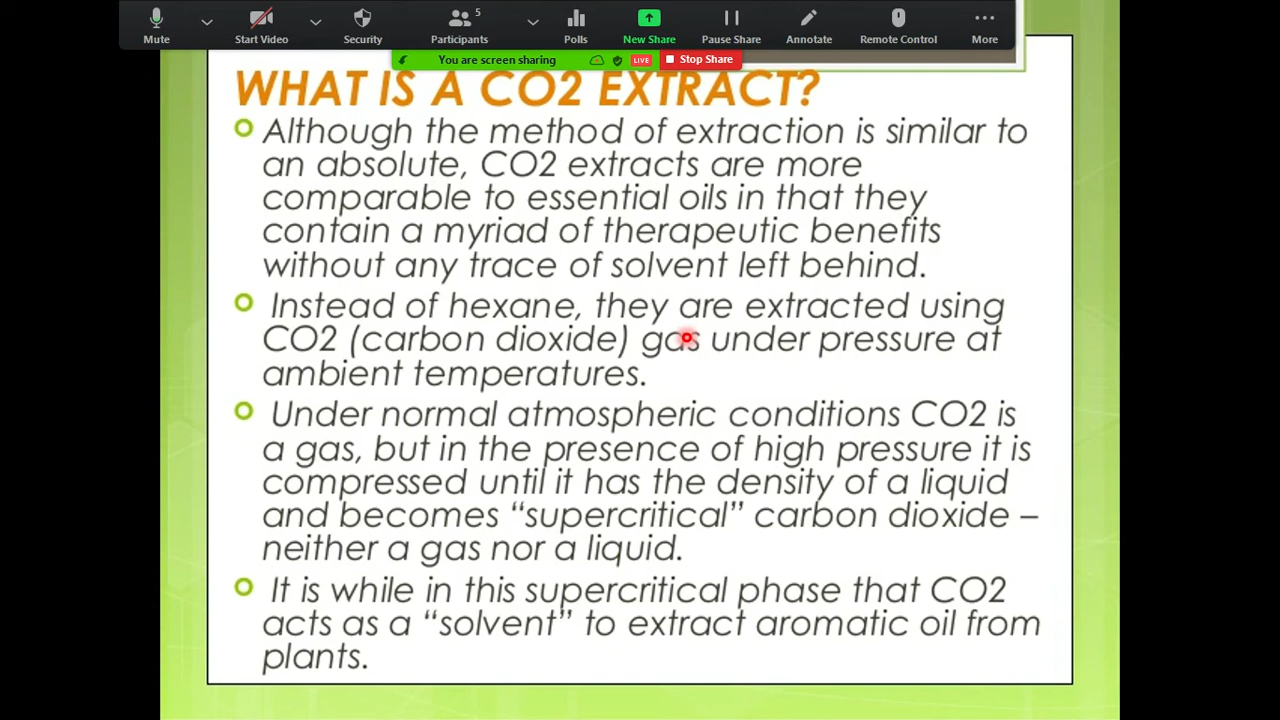 5
Mute
Start Video
Security
Participants
Polls
New Share
Pause Share
Annotate
Remote Control
More
You are screen sharing
LIVE
Stop Share
WHAT IS A CO2 EXTRACT?
Although the method of extraction is similar to
an absolute, CO2 extracts are more
comparable to essential oils in that they
contain a myriad of therapeutic benefits
without any trace of solvent left behind.
Instead of hexane, they are extracted using
CO2 (carbon dioxide) gas under pressure at
ambient temperatures.
Under normal atmospheric conditions CO2 is
a gas, but in the presence of high pressure it is
compressed until it has the density of a liquid
and becomes “supercritical” carbon dioxide –
neither a gas nor a liquid.
It is while in this supercritical phase that CO2
acts as a “solvent” to extract aromatic oil from
plants.